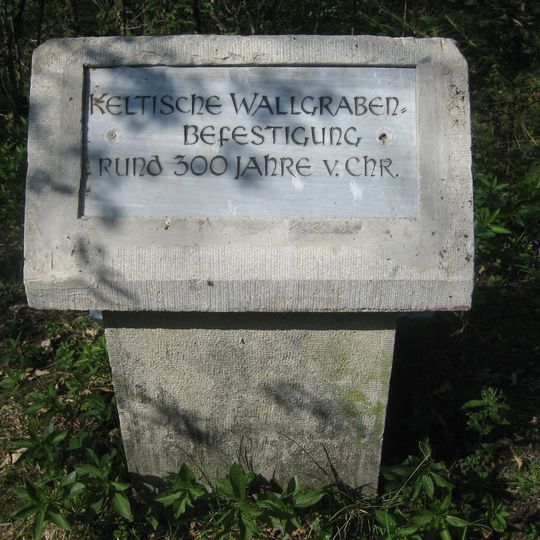 Keltische Wallgraben-
Befestigung
rund 300 Jahre v. Chr.